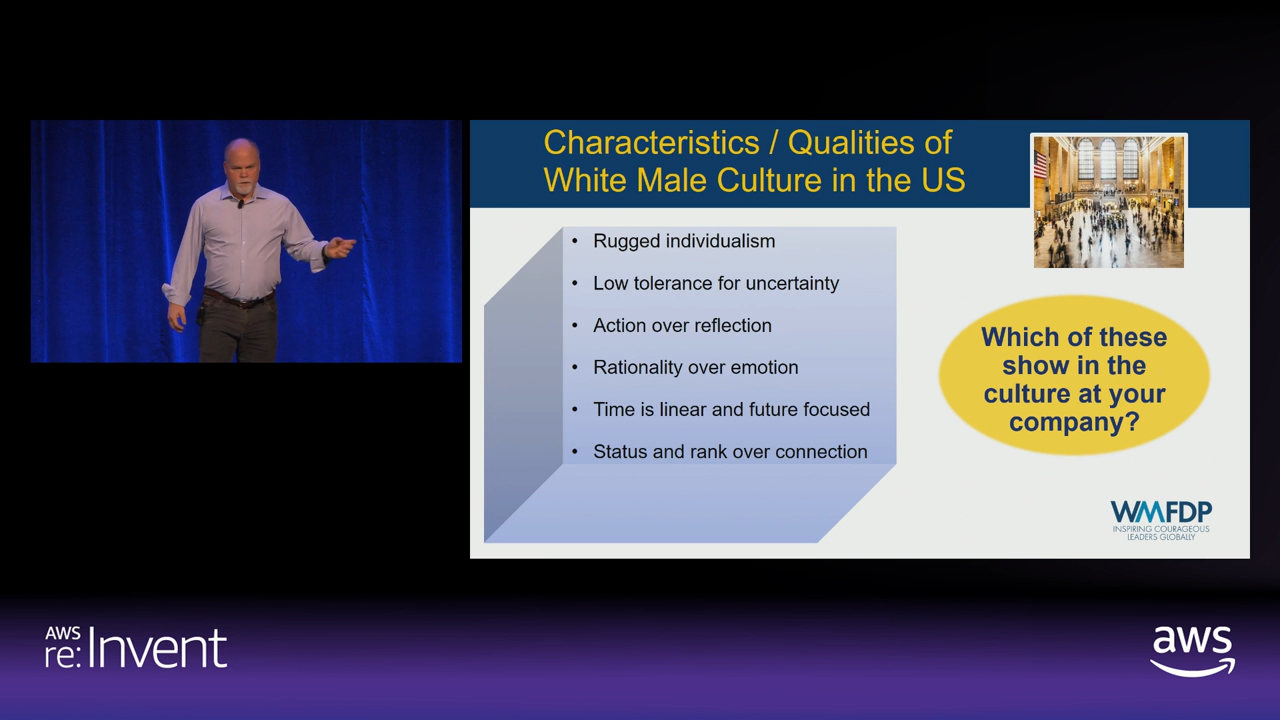 Characteristics / Qualities of
White Male Culture in the US
• Rugged individualism
• Low tolerance for uncertainty
• Action over reflection
• Rationality over emotion
• Time is linear and future focused
• Status and rank over connection
Which of these
show in the
culture at your
company?
WMFDP
INSPIRING COURAGEOUS
LEADERS GLOBALLY
AWS
re:Invent
aws